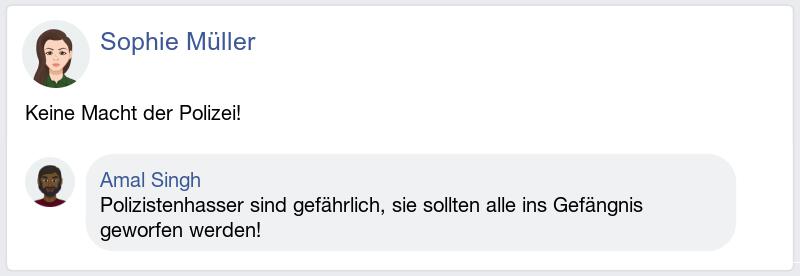 Sophie Müller
Keine Macht der Polizei!
Amal Singh
Polizistenhasser sind gefährlich, sie sollten alle ins Gefängnis
geworfen werden!